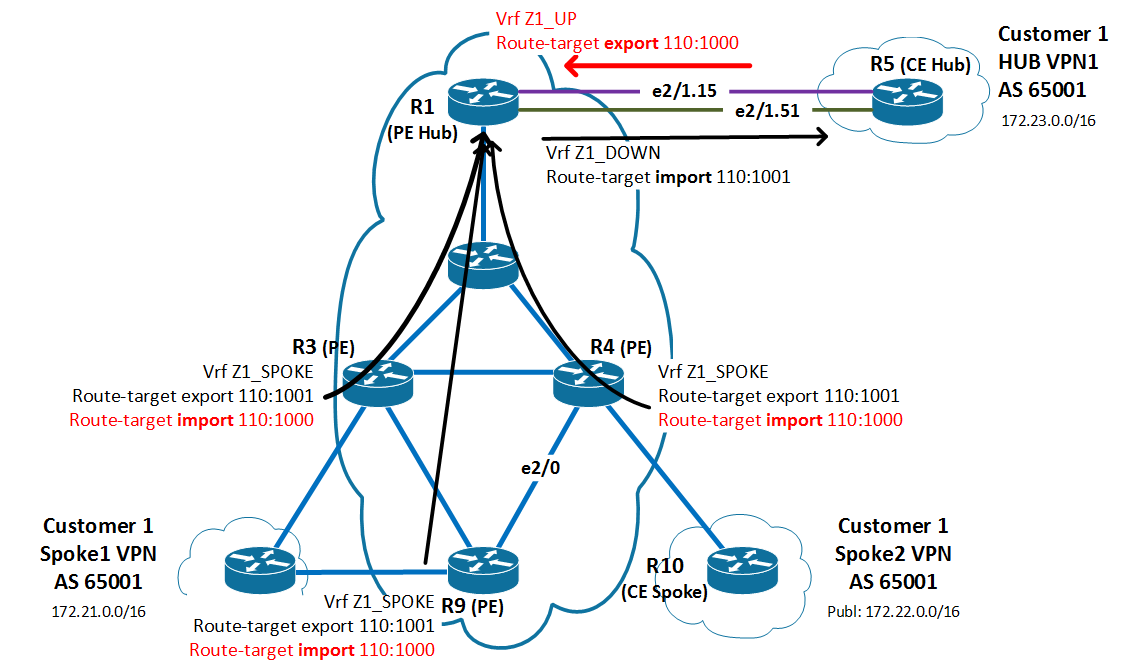 Vrf Z1_UP
Route-target export 110:1000
Customer 1
HUB VPN1
AS 65001
172.23.0.0/16
R5 (CE Hub)
e2/1.15
e2/1.51
R1
(PE Hub)
Vrf Z1_DOWN
Route-target import 110:1001
R3 (PE)
Vrf Z1_SPOKE
Route-target export 110:1001
Route-target import 110:1000
R4 (PE)
Vrf Z1_SPOKE
Route-target export 110:1001
Route-target import 110:1000
e2/0
Customer 1
Spoke1 VPN
AS 65001
172.21.0.0/16
R10
(CE Spoke)
Customer 1
Spoke2 VPN
AS 65001
Publ: 172.22.0.0/16
R9 (PE)
Vrf Z1_SPOKE
Route-target export 110:1001
Route-target import 110:1000